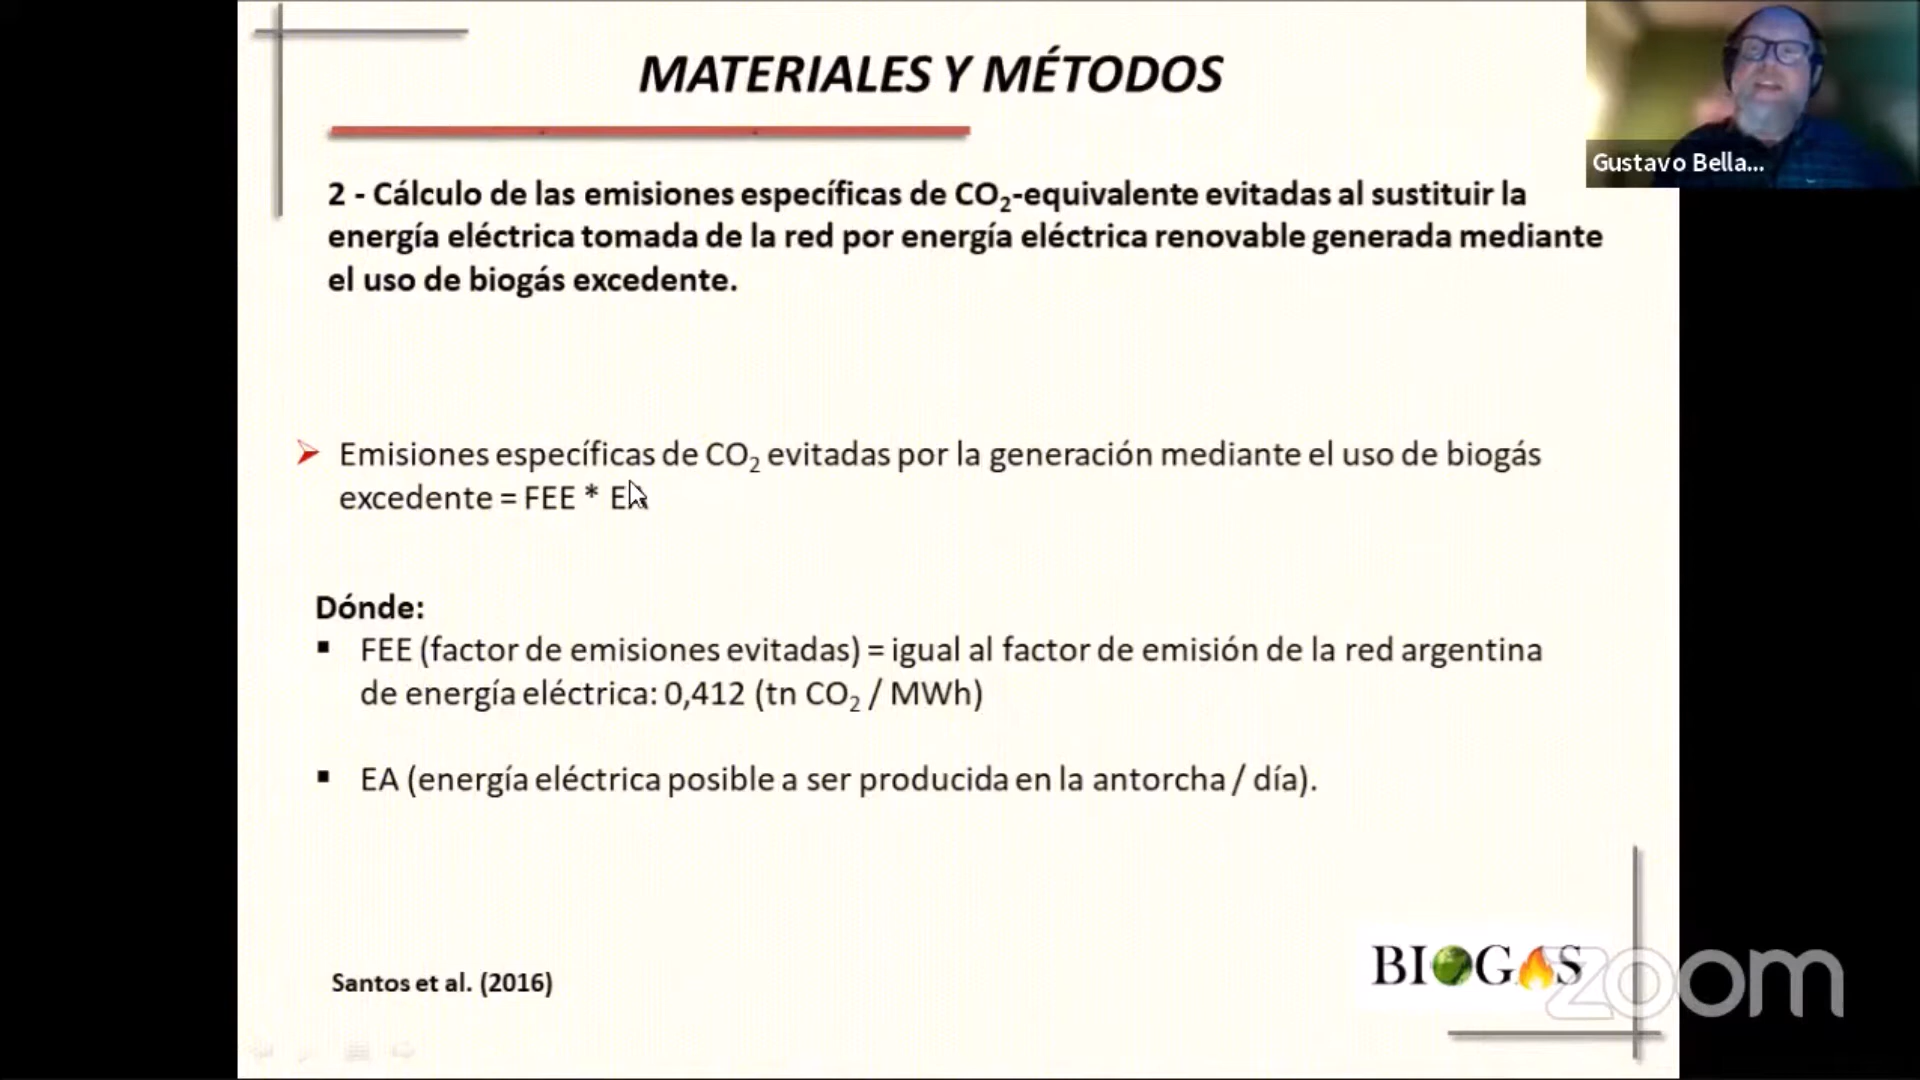 MATERIALES Y MÉTODOS
Gustavo Bella...
2 - Cálculo de las emisiones específicas de CO₂-equivalente evitadas al sustituir la
energía eléctrica tomada de la red por energía eléctrica renovable generada mediante
el uso de biogás excedente.
Emisiones específicas de CO₂ evitadas por la generación mediante el uso de biogás
excedente = FEE * EA
Dónde:
FEE (factor de emisiones evitadas) = igual al factor de emisión de la red argentina
de energía eléctrica: 0,412 (tn CO₂ / MWh)
EA (energía eléctrica posible a ser producida en la antorcha / día).
BIOGAS
zoom
Santos et al. (2016)